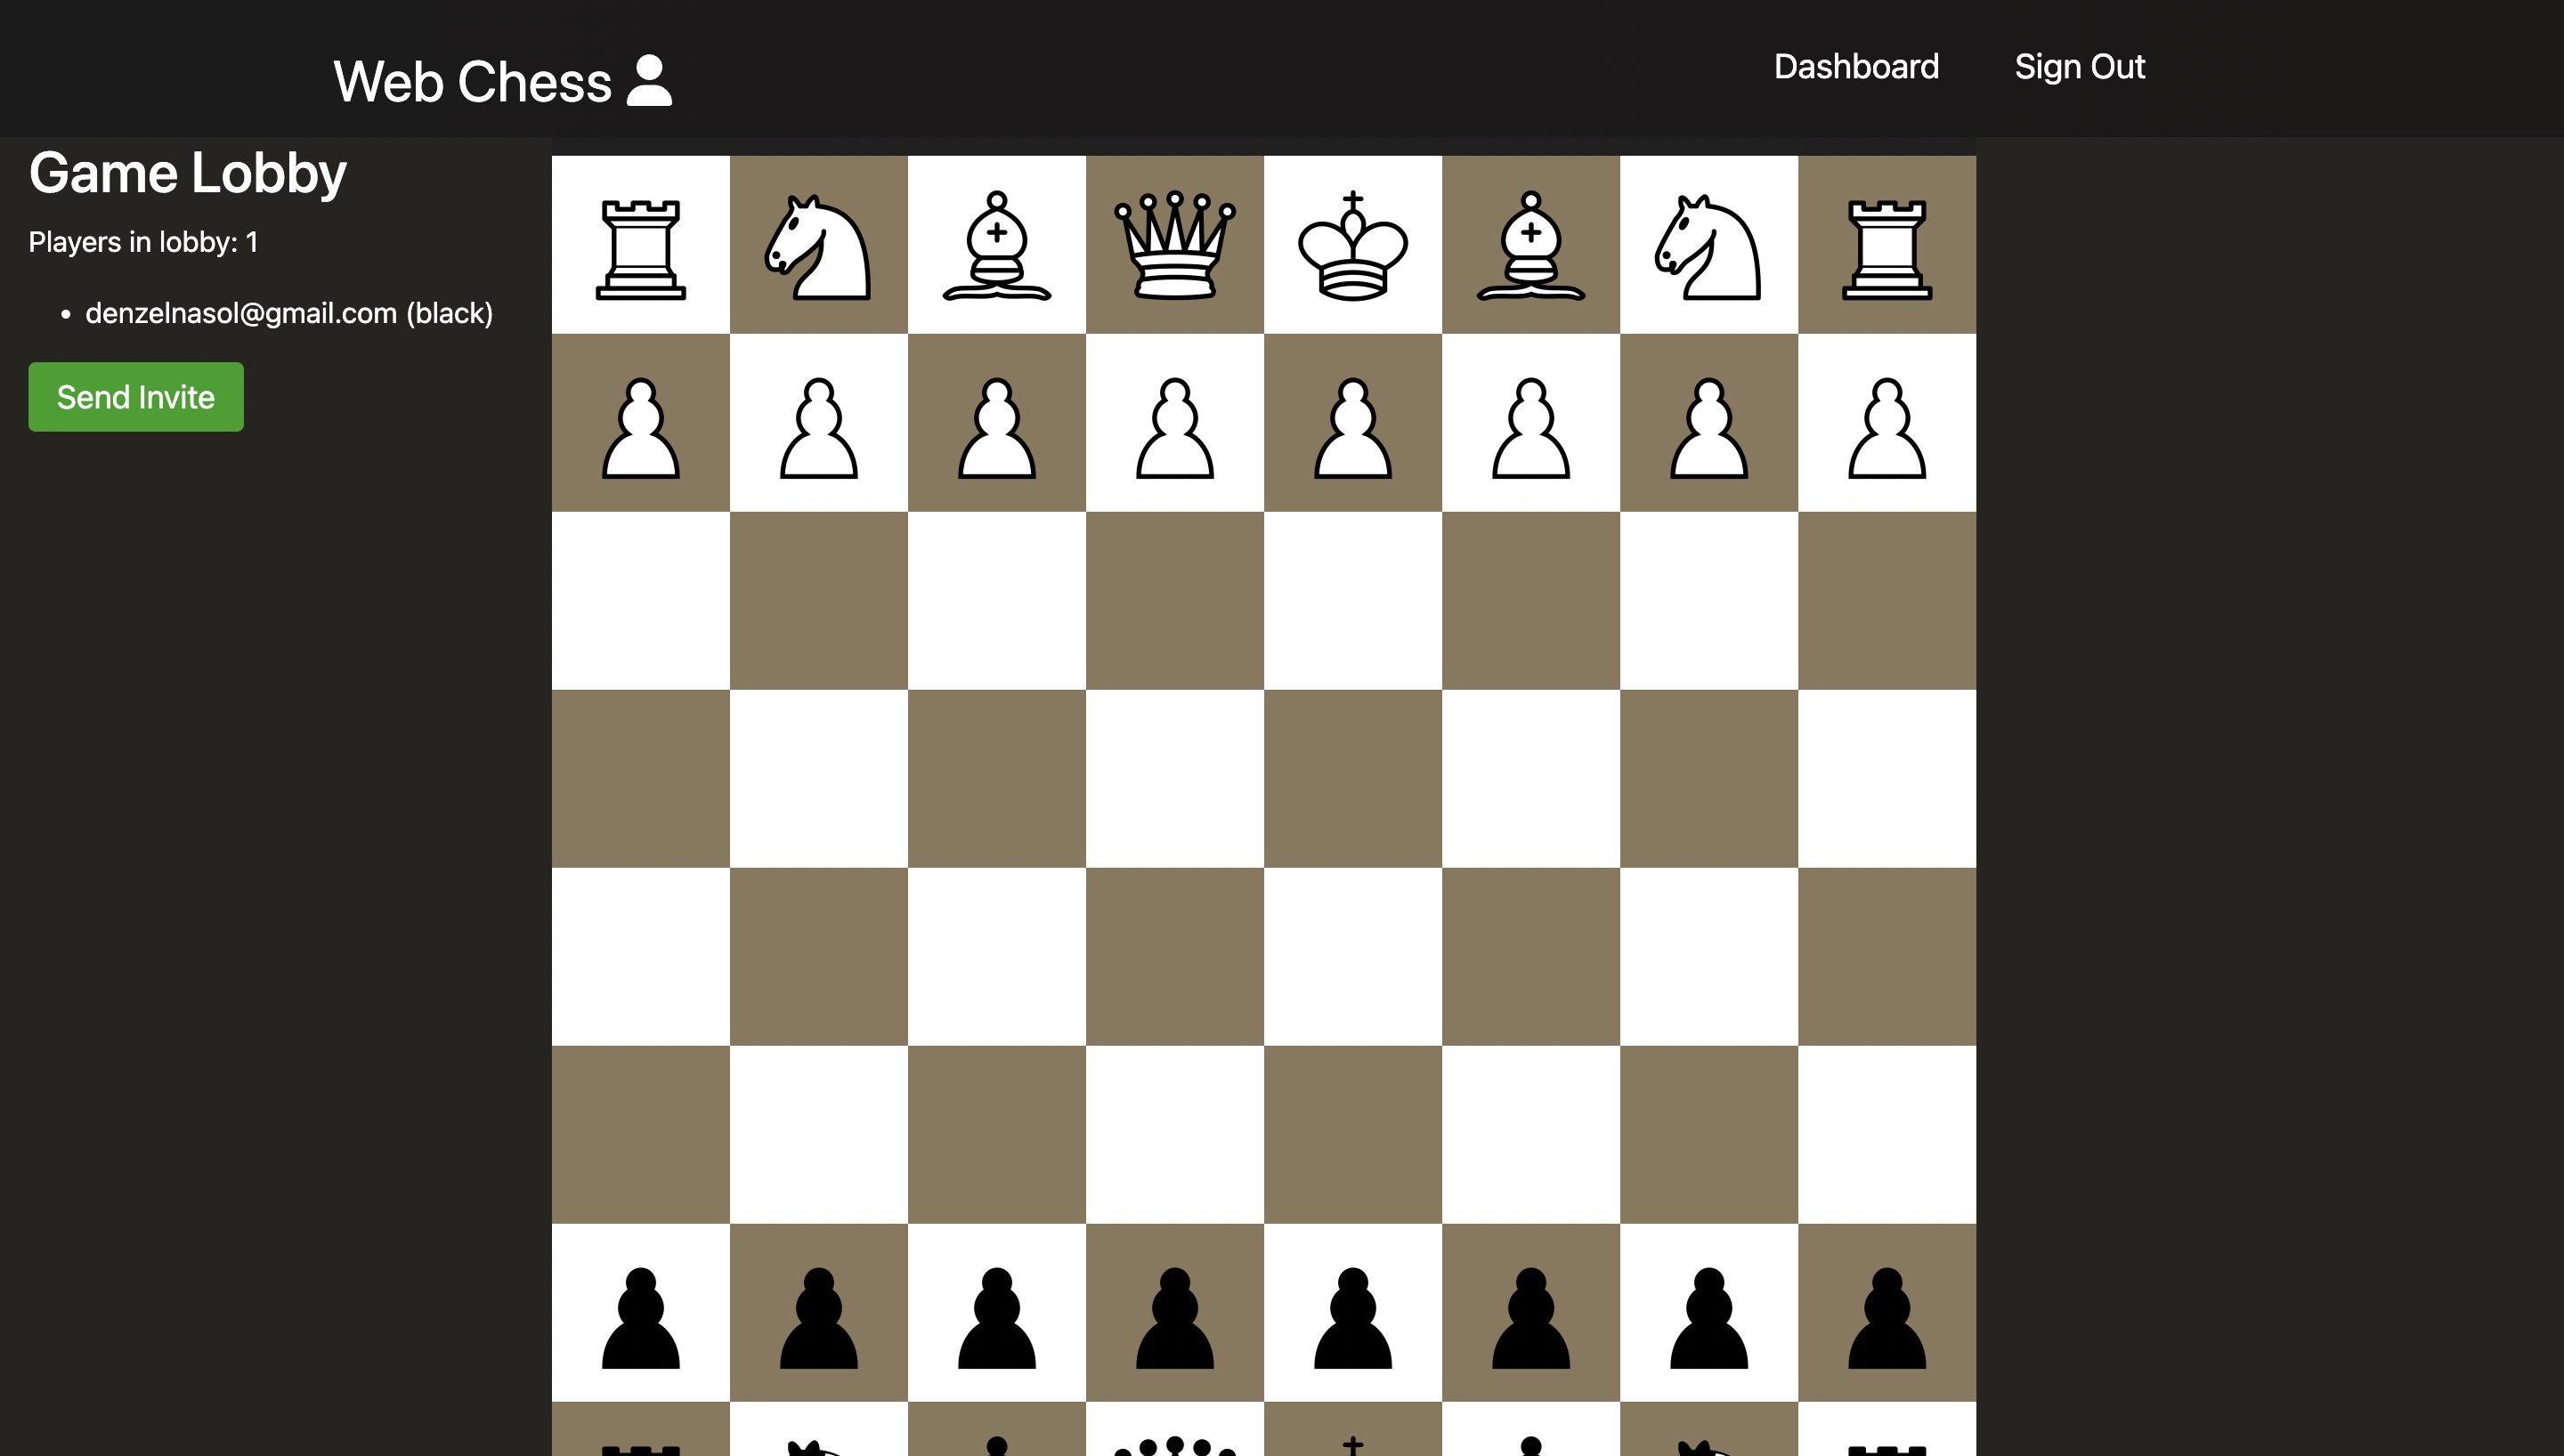 Web Chess
Dashboard
Sign Out
Game Lobby
Players in lobby: 1
• denzelnasol@gmail.com (black)
Send Invite